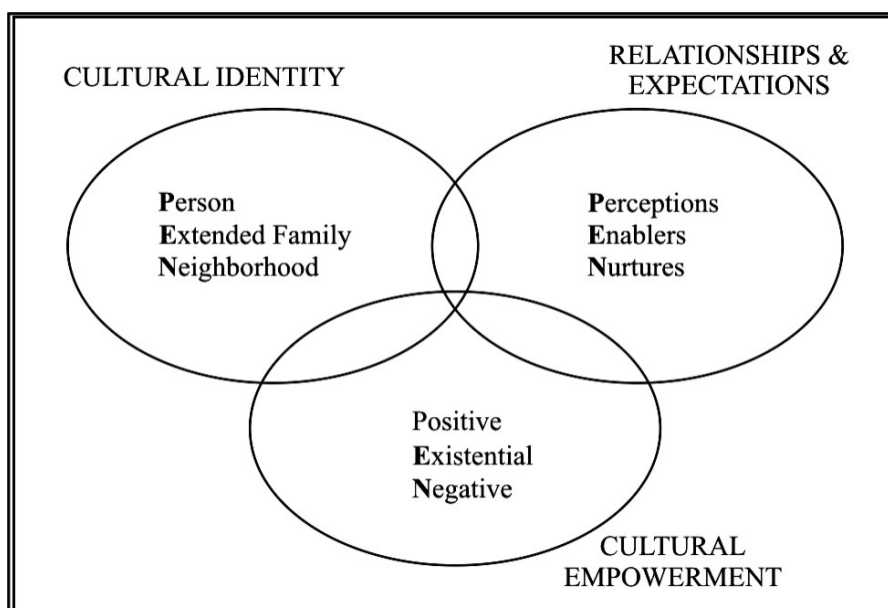 CULTURAL IDENTITY
RELATIONSHIPS &
EXPECTATIONS
Person
Extended Family
Neighborhood
Perceptions
Enablers
Nurtures
Positive
Existential
Negative
CULTURAL
EMPOWERMENT